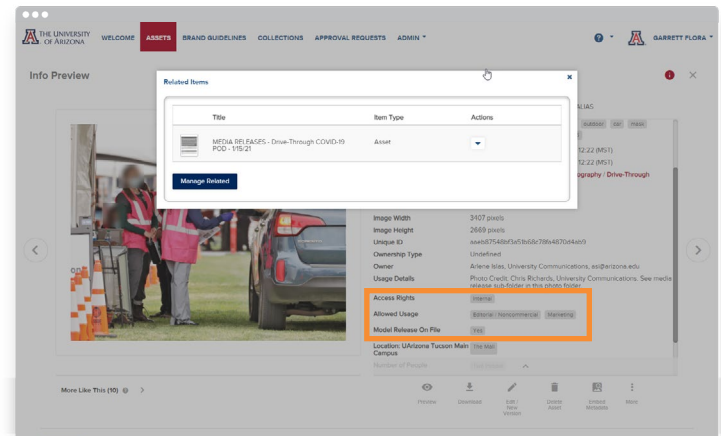 THE UNIVERSITY
OF ARIZONA
WELCOME ASSETS BRAND GUIDELINES COLLECTIONS APPROVAL REQUESTS ADMIN
GARRETT FLORA
Info Preview
Related Items
Title Item Type Actions
MEDIA RELEASES - Drive-Through COVID-19
POD - 1/15/21
Asset
Manage Related
ALIAS
outdoor car mask
12:22 (MST)
12:22 (MST)
ography / Drive-Through
Image Width 3407 pixels
Image Height 2669 pixels
Unique ID
Ownership Type Undefined
Owner Arlene Islas, University Communications, asi@arizona.edu
Usage Details Photo Credit: Chris Richards, University Communications. See media
release sub-folder in this photo folder.
Access Rights Internal
Allowed Usage Editorial : Noncommercial Marketing
Model Release On File Yes
Location: UArizona Tucson Main The Mall
Campus
Number of People
More Like This (10)
Preview Download Edit / New Version Delete Asset Embed Metadata More